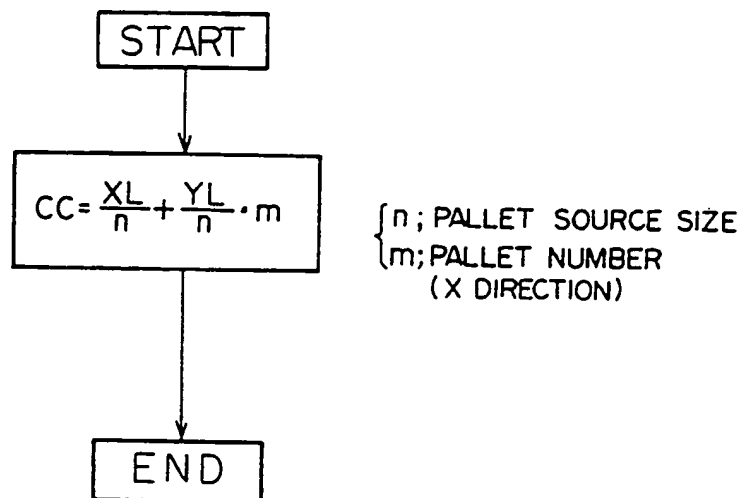 START
CC= XL/n + YL/n · m
n; PALLET SOURCE SIZE
m; PALLET NUMBER
(X DIRECTION)
END